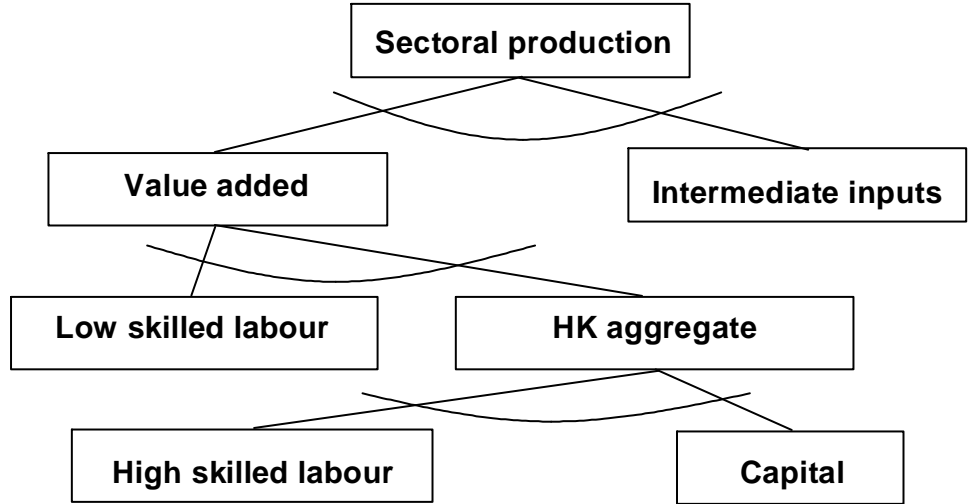 Sectoral production
Value added
Intermediate inputs
Low skilled labour
HK aggregate
High skilled labour
Capital